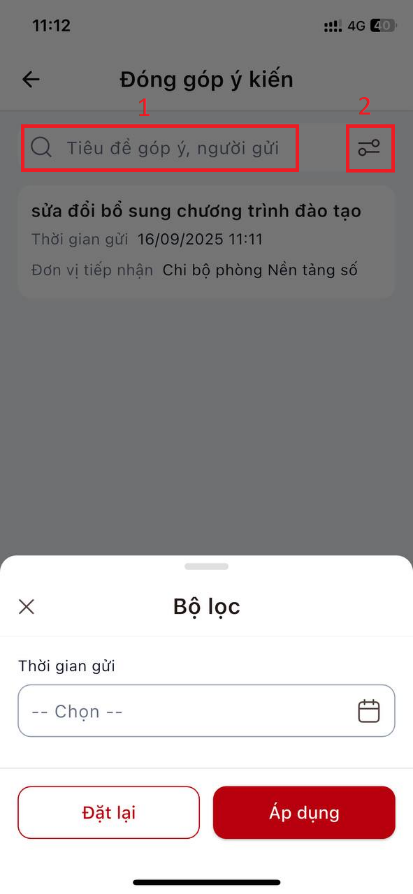 11:12
4G 40
Đóng góp ý kiến
1
2
Tiêu đề góp ý, người gửi
sửa đổi bổ sung chương trình đào tạo
Thời gian gửi 16/09/2025 11:11
Đơn vị tiếp nhận Chi bộ phòng Nền tảng số
Bộ lọc
Thời gian gửi
-- Chọn --
Đặt lại
Áp dụng